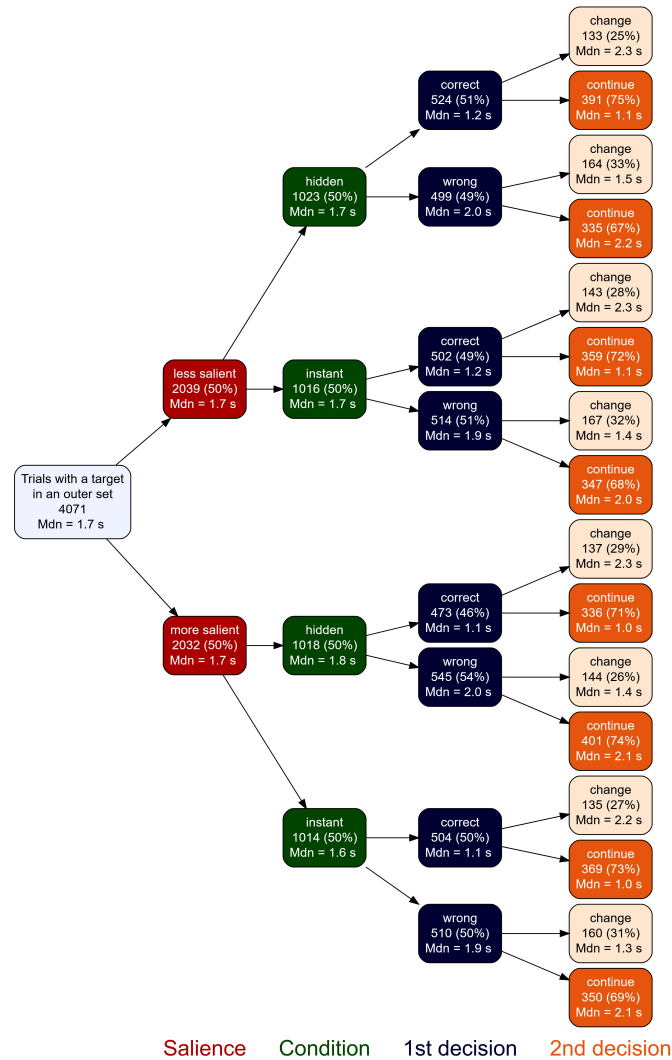 change
133 (25%)
Mdn = 2.3 s
correct
524 (51%)
Mdn = 1.2 s
continue
391 (75%)
Mdn = 1.1 s
change
164 (33%)
Mdn = 1.5 s
hidden
1023 (50%)
Mdn = 1.7 s
wrong
499 (49%)
Mdn = 2.0 s
continue
335 (67%)
Mdn = 2.2 s
change
143 (28%)
Mdn = 2.3 s
less salient
2039 (50%)
Mdn = 1.7 s
instant
1016 (50%)
Mdn = 1.7 s
correct
502 (49%)
Mdn = 1.2 s
continue
359 (72%)
Mdn = 1.1 s
wrong
514 (51%)
Mdn = 1.9 s
change
167 (32%)
Mdn = 1.4 s
continue
347 (68%)
Mdn = 2.0 s
Trials with a target
in an outer set
4071
Mdn = 1.7 s
change
137 (29%)
Mdn = 2.3 s
more salient
2032 (50%)
Mdn = 1.7 s
hidden
1018 (50%)
Mdn = 1.8 s
correct
473 (46%)
Mdn = 1.1 s
continue
336 (71%)
Mdn = 1.0 s
wrong
545 (54%)
Mdn = 2.0 s
change
144 (26%)
Mdn = 1.4 s
continue
401 (74%)
Mdn = 2.1 s
change
135 (27%)
Mdn = 2.2 s
instant
1014 (50%)
Mdn = 1.6 s
correct
504 (50%)
Mdn = 1.1 s
continue
369 (73%)
Mdn = 1.0 s
wrong
510 (50%)
Mdn = 1.9 s
change
160 (31%)
Mdn = 1.3 s
continue
350 (69%)
Mdn = 2.1 s
Salience Condition 1st decision 2nd decision